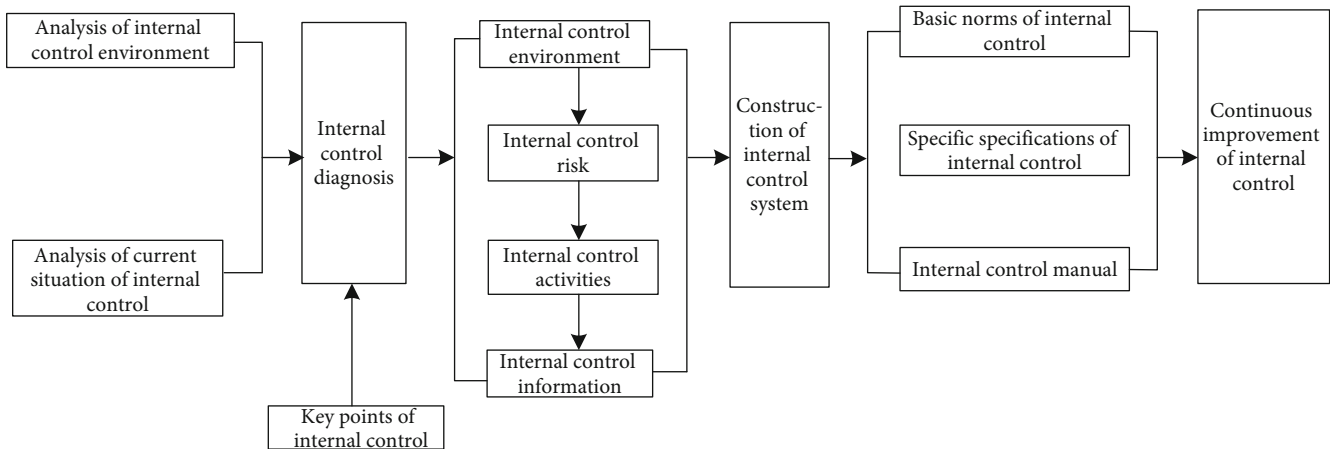 Analysis of internal
control environment
Analysis of current
situation of internal
control
Internal
control
diagnosis
Key points of
internal control
Internal control
environment
Internal control
risk
Internal control
activities
Internal control
information
Construc-
tion of
internal
control
system
Basic norms of internal
control
Specific specifications of
internal control
Internal control manual
Continuous
improvement
of internal
control